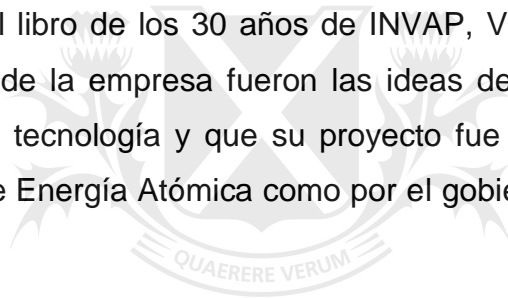 l libro de los 30 años de INVAP, V
de la empresa fueron las ideas de
tecnología y que su proyecto fue
e Energía Atómica como por el gobie
QUAERERE VERUM